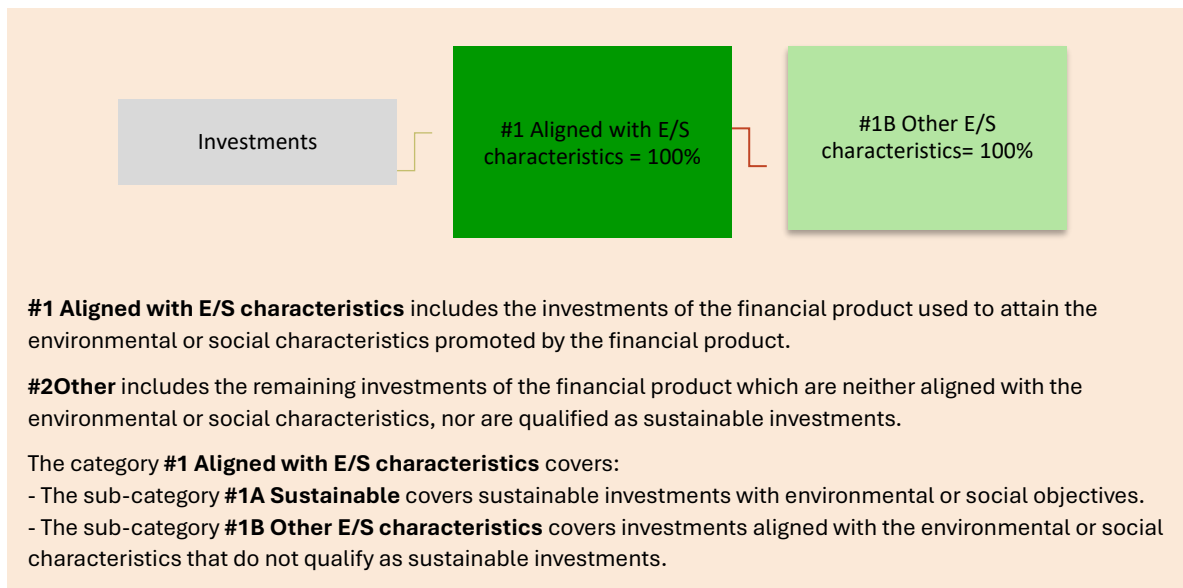 Investments
#1 Aligned with E/S
characteristics = 100%
#1B Other E/S
characteristics= 100%
#1 Aligned with E/S characteristics includes the investments of the financial product used to attain the
environmental or social characteristics promoted by the financial product.
#2Other includes the remaining investments of the financial product which are neither aligned with the
environmental or social characteristics, nor are qualified as sustainable investments.
The category #1 Aligned with E/S characteristics covers:
- The sub-category #1A Sustainable covers sustainable investments with environmental or social objectives.
- The sub-category #1B Other E/S characteristics covers investments aligned with the environmental or social
characteristics that do not qualify as sustainable investments.